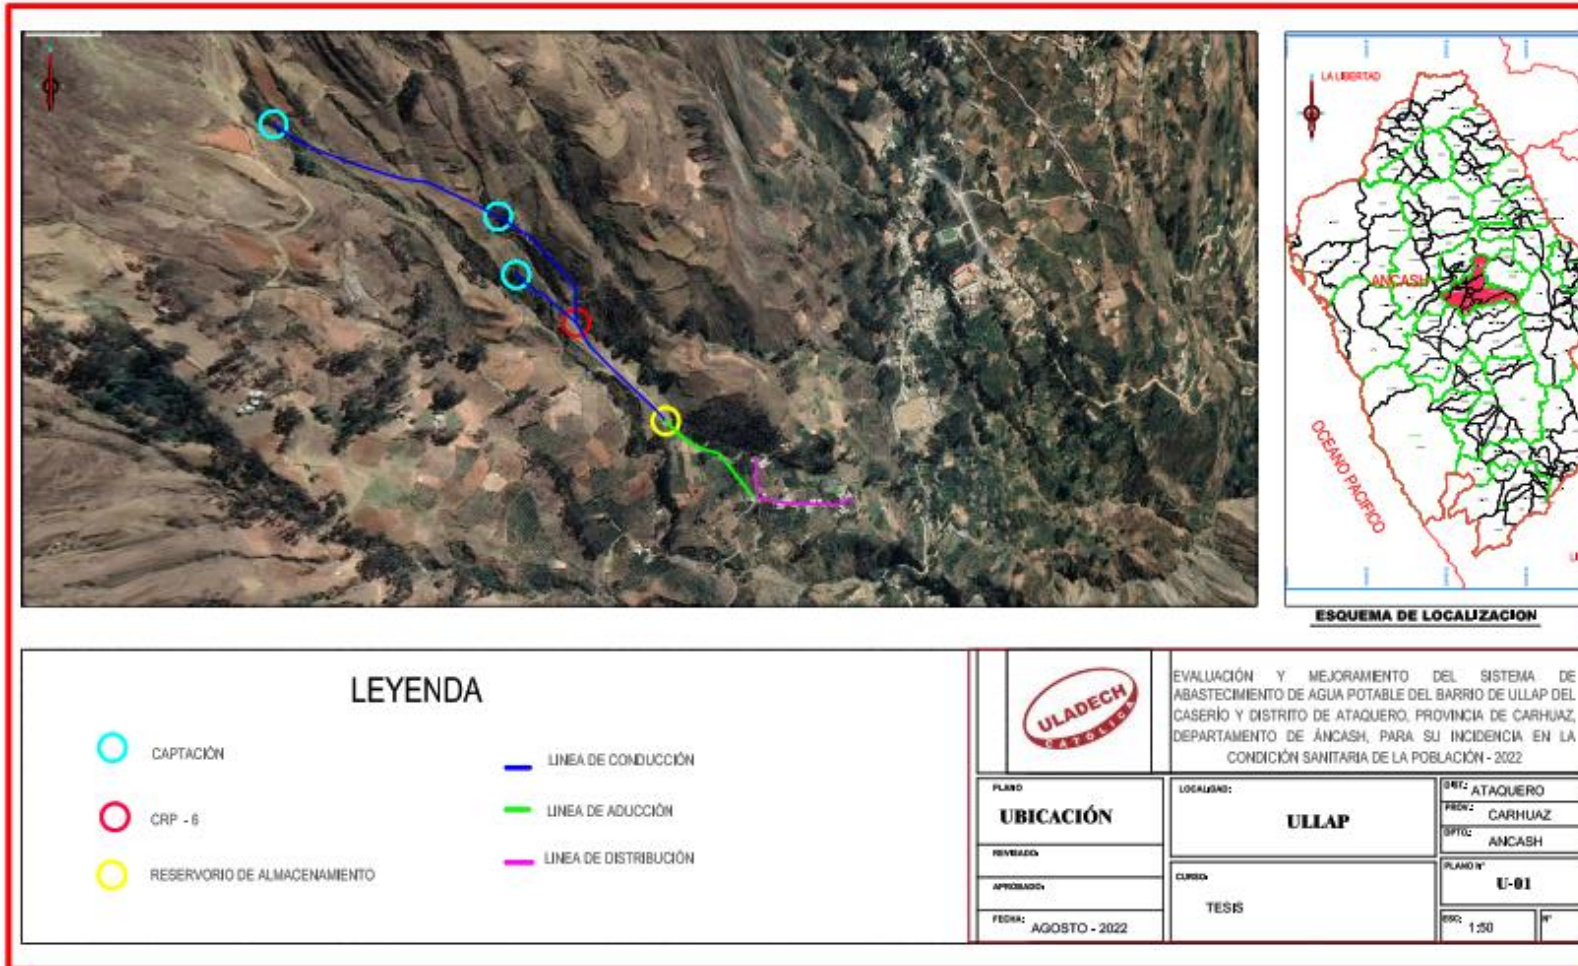 LA LIBERTAD
ANCASH
OCEANO PACIFICO
ESQUEMA DE LOCALIZACION
LEYENDA
CAPTACIÓN
CRP - 6
RESERVORIO DE ALMACENAMIENTO
LINEA DE CONDUCCIÓN
LINEA DE ADUCCIÓN
LINEA DE DISTRIBUCIÓN
ULADECH
CATOLICA
EVALUACIÓN Y MEJORAMIENTO DEL SISTEMA DE
ABASTECIMIENTO DE AGUA POTABLE DEL BARRIO DE ULLAP DEL
CASERÍO Y DISTRITO DE ATAQUERO, PROVINCIA DE CARHUAZ,
DEPARTAMENTO DE ÁNCASH, PARA SU INCIDENCIA EN LA
CONDICIÓN SANITARIA DE LA POBLACIÓN - 2022
PLANO
UBICACIÓN
REVISADO:
APROBADO:
FECHA: AGOSTO - 2022
LOCALIDAD:
ULLAP
CURSO:
TESIS
DIST.: ATAQUERO
PROV.: CARHUAZ
DPTO.: ANCASH
PLANO N°
U-01
ESC: 1:50
N°